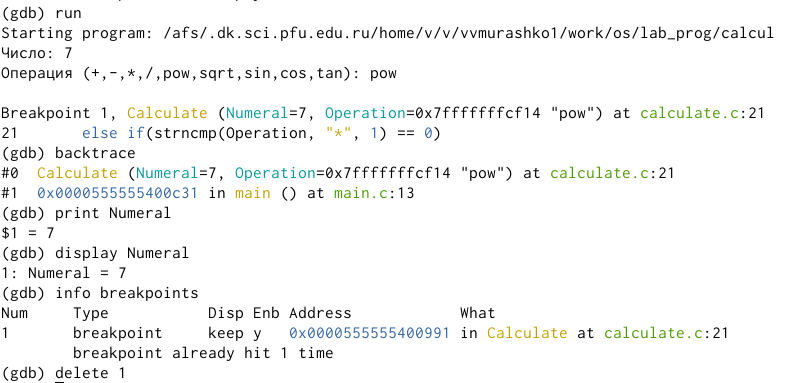 (gdb) run
Starting program: /afs/.dk.sci.pfu.edu.ru/home/v/v/vvmurashko1/work/os/lab_prog/calcul
Число: 7
Операция (+,-,*,/,pow,sqrt,sin,cos,tan): pow
Breakpoint 1, Calculate (Numeral=7, Operation=0x7fffffffcf14 "pow") at calculate.c:21
21 else if(strncmp(Operation, "*", 1) == 0)
(gdb) backtrace
#0 Calculate (Numeral=7, Operation=0x7fffffffcf14 "pow") at calculate.c:21
#1 0x0000555555400c31 in main () at main.c:13
(gdb) print Numeral
$1 = 7
(gdb) display Numeral
1: Numeral = 7
(gdb) info breakpoints
Num Type Disp Enb Address What
1 breakpoint keep y 0x0000555555400991 in Calculate at calculate.c:21
breakpoint already hit 1 time
(gdb) delete 1